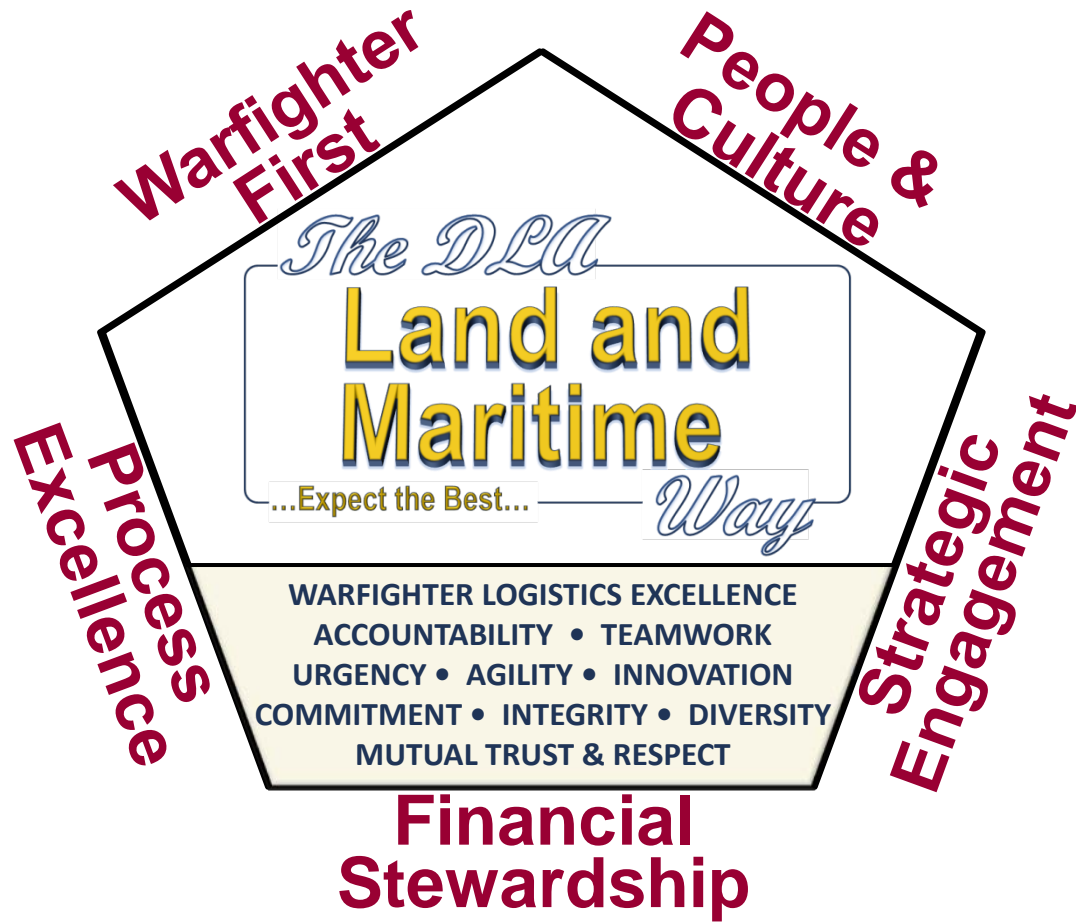 Warfighter
First
People &
Culture
The DLA
Land and
Maritime
...Expect the Best...
Way
Process
Excellence
Strategic
Engagement
WARFIGHTER LOGISTICS EXCELLENCE
ACCOUNTABILITY • TEAMWORK
URGENCY • AGILITY • INNOVATION
COMMITMENT • INTEGRITY • DIVERSITY
MUTUAL TRUST & RESPECT
Financial
Stewardship